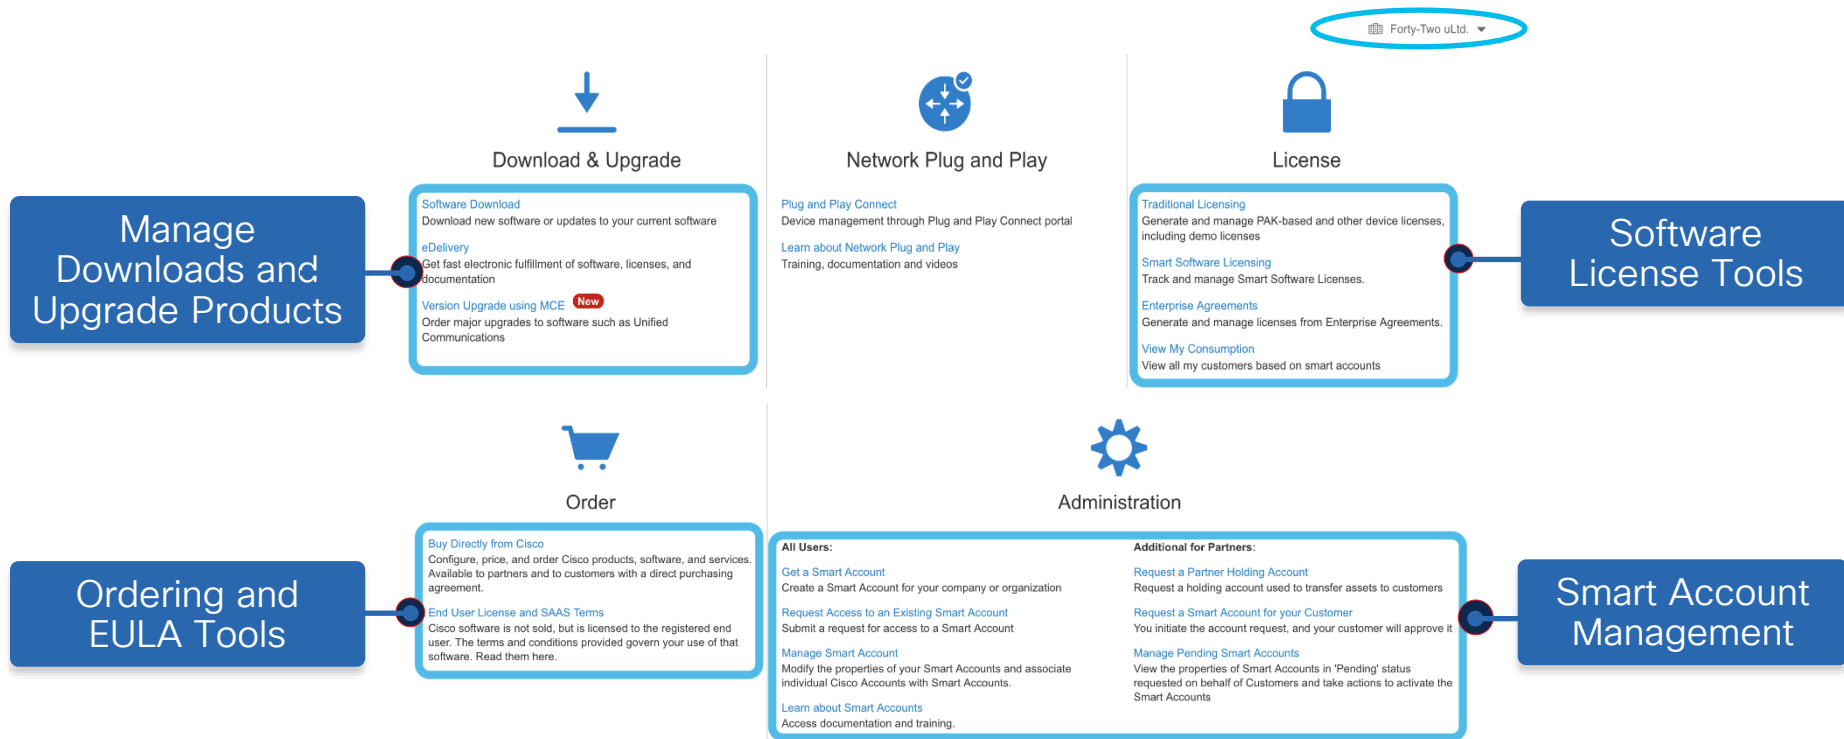 Forty-Two uLtd.
Download & Upgrade
Network Plug and Play
License
Manage
Downloads and
Upgrade Products
Software Download
Download new software or updates to your current software
eDelivery
Get fast electronic fulfillment of software, licenses, and
documentation
Version Upgrade using MCE New
Order major upgrades to software such as Unified
Communications
Plug and Play Connect
Device management through Plug and Play Connect portal
Learn about Network Plug and Play
Training, documentation and videos
Traditional Licensing
Generate and manage PAK-based and other device licenses,
including demo licenses
Smart Software Licensing
Track and manage Smart Software Licenses.
Enterprise Agreements
Generate and manage licenses from Enterprise Agreements.
View My Consumption
View all my customers based on smart accounts
Software
License Tools
Order
Administration
Ordering and
EULA Tools
Buy Directly from Cisco
Configure, price, and order Cisco products, software, and services.
Available to partners and to customers with a direct purchasing
agreement.
End User License and SAAS Terms
Cisco software is not sold, but is licensed to the registered end
user. The terms and conditions provided govern your use of that
software. Read them here.
All Users:
Get a Smart Account
Create a Smart Account for your company or organization
Request Access to an Existing Smart Account
Submit a request for access to a Smart Account
Manage Smart Account
Modify the properties of your Smart Accounts and associate
individual Cisco Accounts with Smart Accounts.
Learn about Smart Accounts
Access documentation and training.
Additional for Partners:
Request a Partner Holding Account
Request a holding account used to transfer assets to customers
Request a Smart Account for your Customer
You initiate the account request, and your customer will approve it
Manage Pending Smart Accounts
View the properties of Smart Accounts in 'Pending' status
requested on behalf of Customers and take actions to activate the
Smart Accounts
Smart Account
Management